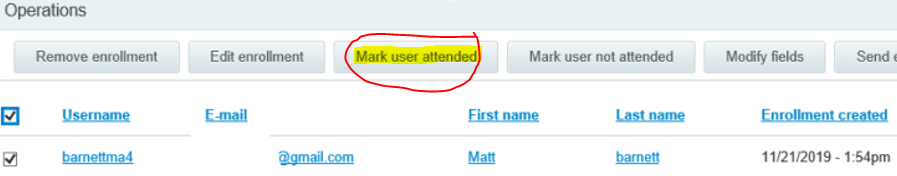 Operations
Remove enrollment Edit enrollment Mark user attended Mark user not attended Modify fields Send e
Username E-mail First name Last name Enrollment created
barnettma4 @gmail.com Matt barnett 11/21/2019 - 1:54pm